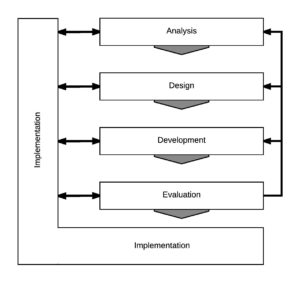 Analysis
Design
Development
Evaluation
Implementation
Implementation